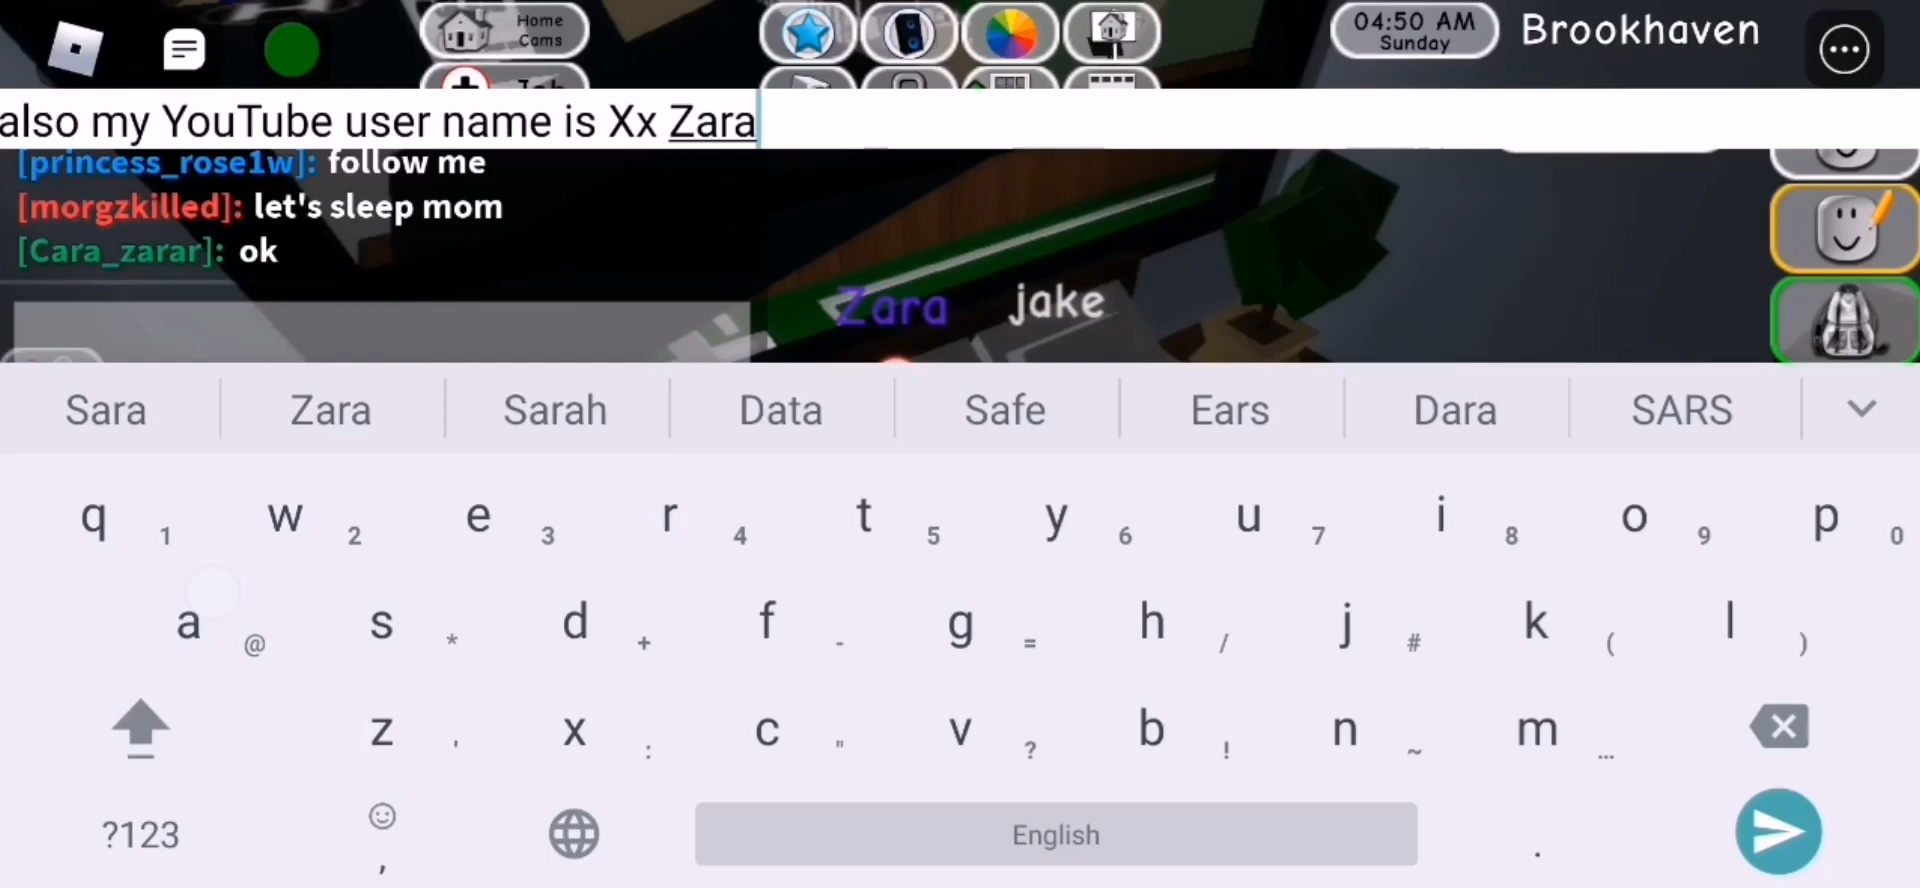 Home
Cams
04:50 AM
Sunday
Brookhaven
also my YouTube user name is Xx Zara
[princess_rose1w]: follow me
[morgzkilled]: let's sleep mom
[Cara_zarar]: ok
Zara jake
Sara Zara Sarah Data Safe Ears Dara SARS
q 1 w 2 e 3 r 4 t 5 y 6 u 7 i 8 o 9 p 0
a @ s * d + f - g = h / j # k ( l )
z ' x : c " v ? b ! n ~ m …
?123 , English .